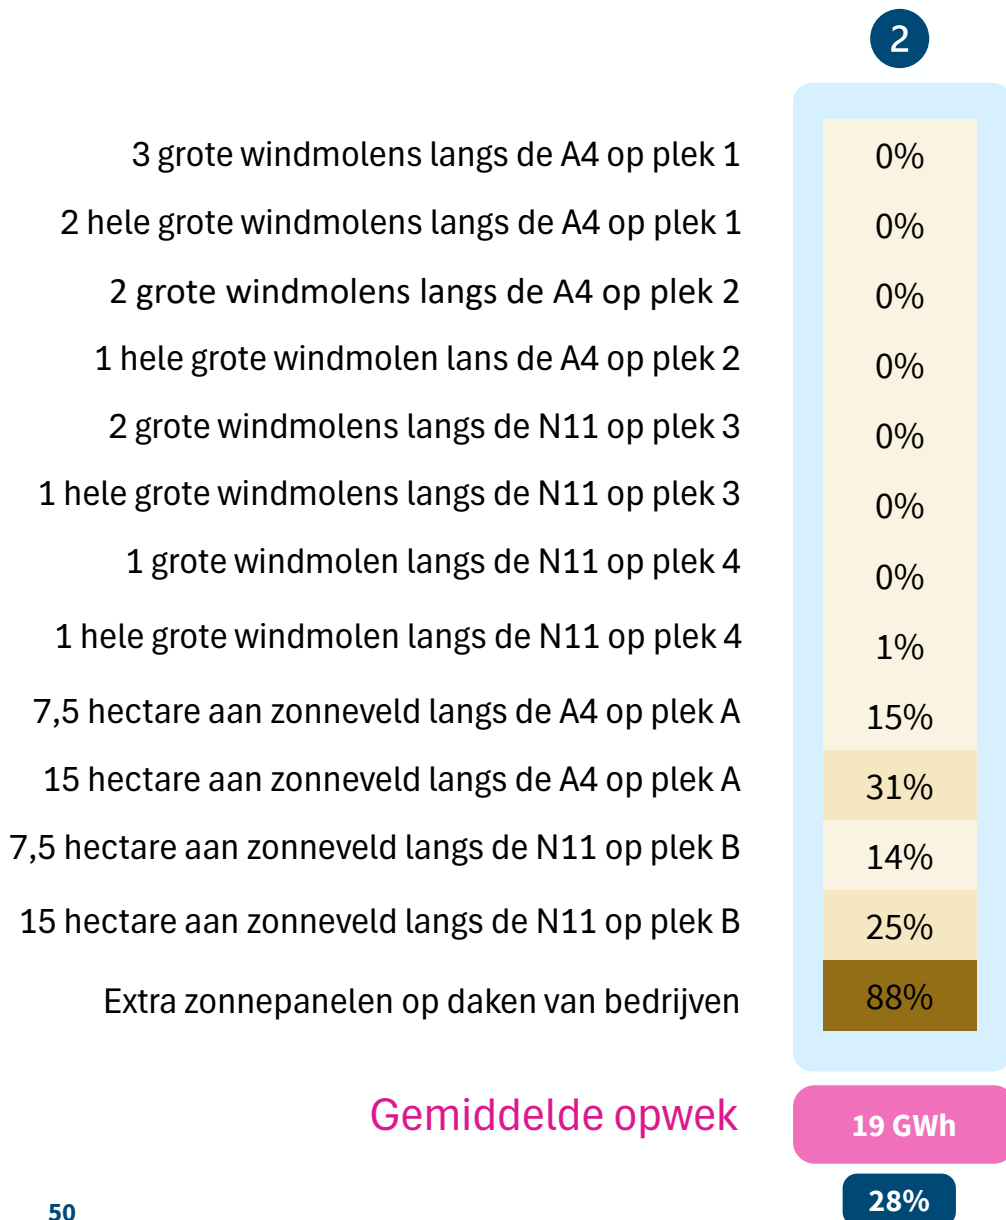 2
3 grote windmolens langs de A4 op plek 1 0%
2 hele grote windmolens langs de A4 op plek 1 0%
2 grote windmolens langs de A4 op plek 2 0%
1 hele grote windmolen lans de A4 op plek 2 0%
2 grote windmolens langs de N11 op plek 3 0%
1 hele grote windmolens langs de N11 op plek 3 0%
1 grote windmolen langs de N11 op plek 4 0%
1 hele grote windmolen langs de N11 op plek 4 1%
7,5 hectare aan zonneveld langs de A4 op plek A 15%
15 hectare aan zonneveld langs de A4 op plek A 31%
7,5 hectare aan zonneveld langs de N11 op plek B 14%
15 hectare aan zonneveld langs de N11 op plek B 25%
Extra zonnepanelen op daken van bedrijven 88%
Gemiddelde opwek 19 GWh
28%
50